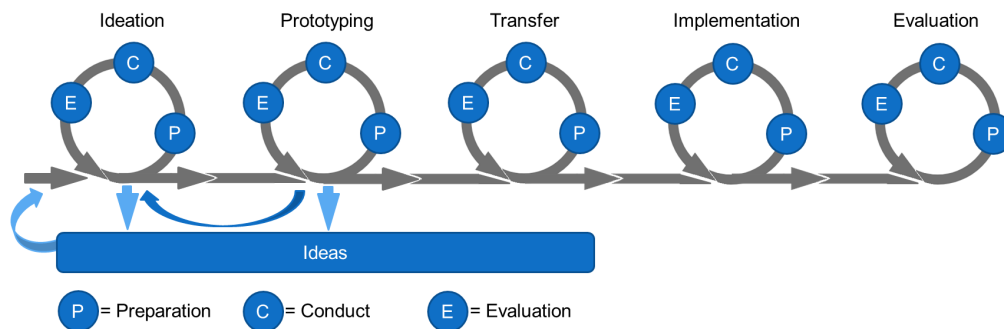 Ideation Prototyping Transfer Implementation Evaluation
C C C C C
E E E E E
P P P P P
Ideas
P = Preparation C = Conduct E = Evaluation